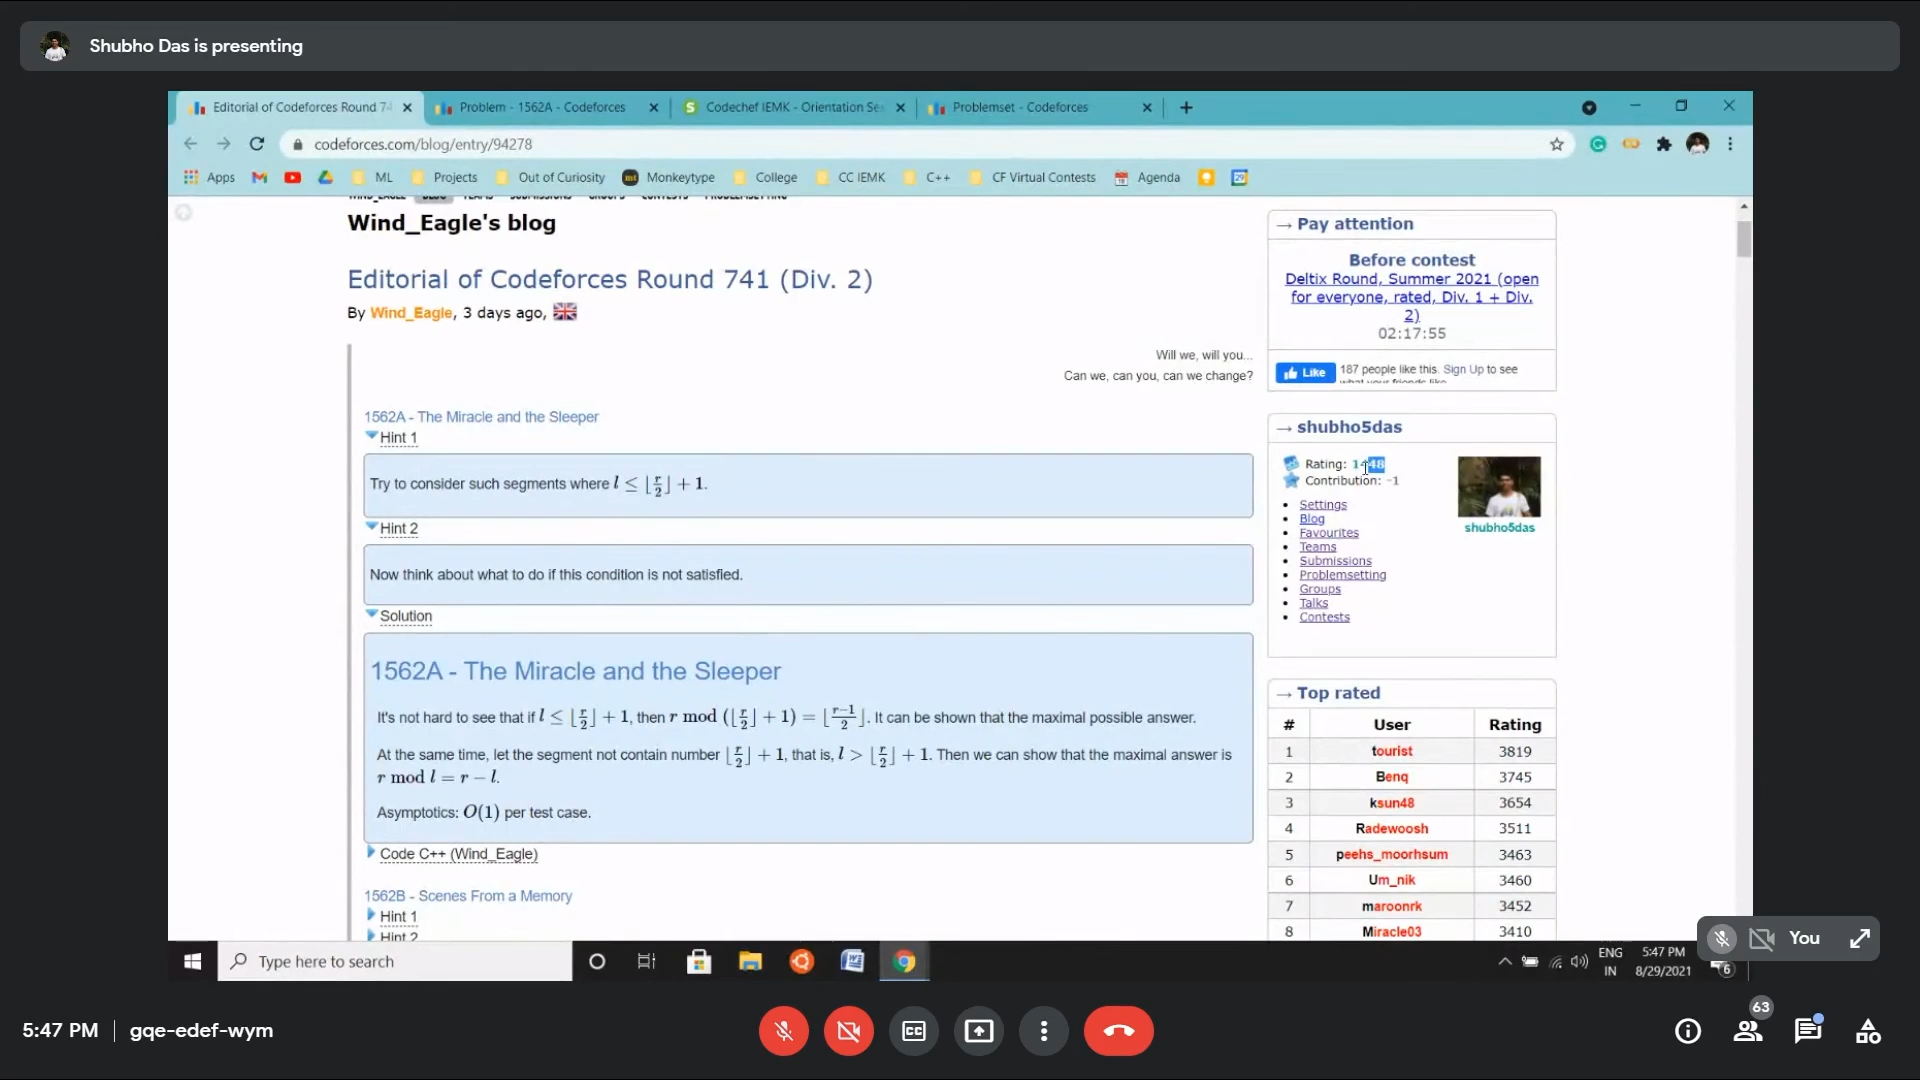 Shubho Das is presenting
Editorial of Codeforces Round 74
Problem - 1562A - Codeforces
Codechef IEMK - Orientation Se
Problemset - Codeforces
codeforces.com/blog/entry/94278
Apps
ML
Projects
Out of Curiosity
Monkeytype
College
CC IEMK
C++
CF Virtual Contests
Agenda
Wind_Eagle's blog
Editorial of Codeforces Round 741 (Div. 2)
By Wind_Eagle, 3 days ago,
Will we, will you...
Can we, can you, can we change?
1562A - The Miracle and the Sleeper
Hint 1
Try to consider such segments where l ≤ ⌊r/2⌋ + 1.
Hint 2
Now think about what to do if this condition is not satisfied.
Solution
1562A - The Miracle and the Sleeper
It's not hard to see that if l ≤ ⌊r/2⌋ + 1, then r mod (⌊r/2⌋ + 1) = ⌊(r−1)/2⌋. It can be shown that the maximal possible answer.
At the same time, let the segment not contain number ⌊r/2⌋ + 1, that is, l > ⌊r/2⌋ + 1. Then we can show that the maximal answer is
r mod l = r − l.
Asymptotics: O(1) per test case.
Code C++ (Wind_Eagle)
1562B - Scenes From a Memory
Hint 1
Hint 2
→ Pay attention
Before contest
Deltix Round, Summer 2021 (open
for everyone, rated, Div. 1 + Div.
2)
02:17:55
Like
187 people like this. Sign Up to see
what your friends like.
→ shubho5das
Rating:
Contribution: -1
Settings
Blog
Favourites
Teams
Submissions
Problemsetting
Groups
Talks
Contests
shubho5das
→ Top rated
# User Rating
1 tourist 3819
2 Benq 3745
3 ksun48 3654
4 Radewoosh 3511
5 peehs_moorhsum 3463
6 Um_nik 3460
7 maroonrk 3452
8 Miracle03 3410
You
Type here to search
ENG
IN
5:47 PM
8/29/2021
6
5:47 PM | gqe-edef-wym
CC
63